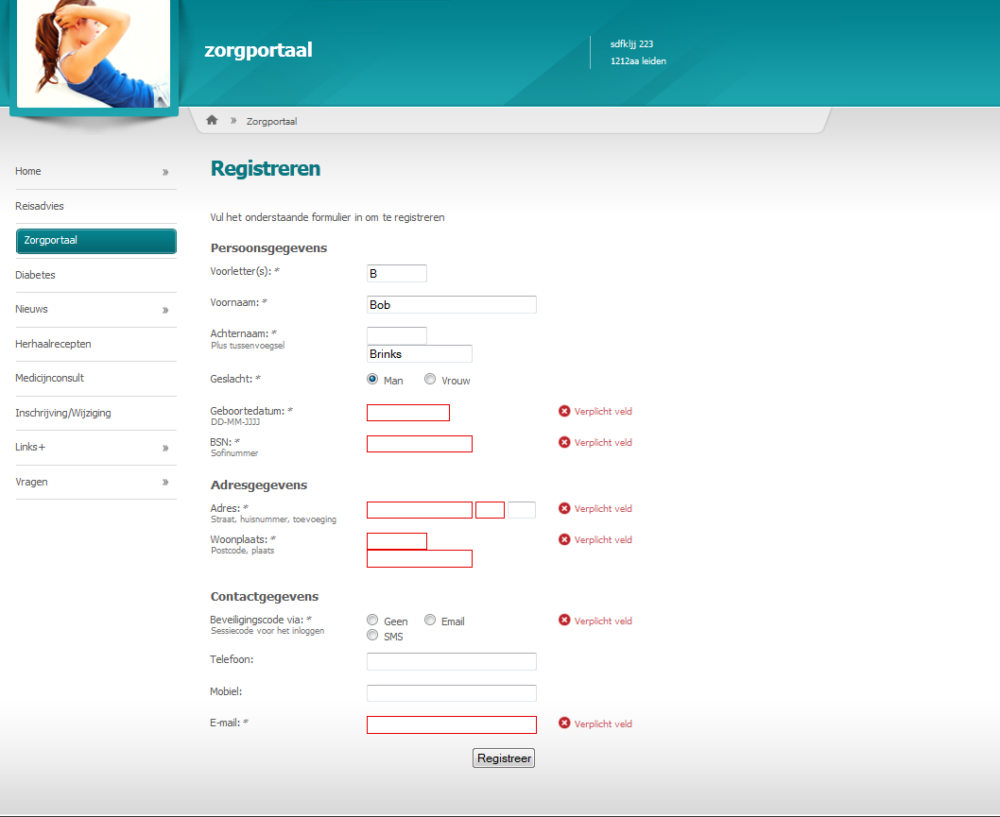 zorgportaal
sdfkljj 223
1212aa leiden
» Zorgportaal
Home »
Reisadvies
Zorgportaal
Diabetes
Nieuws »
Herhaalrecepten
Medicijnconsult
Inschrijving/Wijziging
Links+ »
Vragen »
Registreren
Vul het onderstaande formulier in om te registreren
Persoonsgegevens
Voorletter(s): * B
Voornaam: * Bob
Achternaam: *
Plus tussenvoegsel
Brinks
Geslacht: * Man Vrouw
Geboortedatum: * Verplicht veld
DD-MM-JJJJ
BSN: * Verplicht veld
Sofinummer
Adresgegevens
Adres: * Verplicht veld
Straat, huisnummer, toevoeging
Woonplaats: * Verplicht veld
Postcode, plaats
Contactgegevens
Beveiligingscode via: * Geen Email Verplicht veld
Sessiecode voor het inloggen
SMS
Telefoon:
Mobiel:
E-mail: * Verplicht veld
Registreer